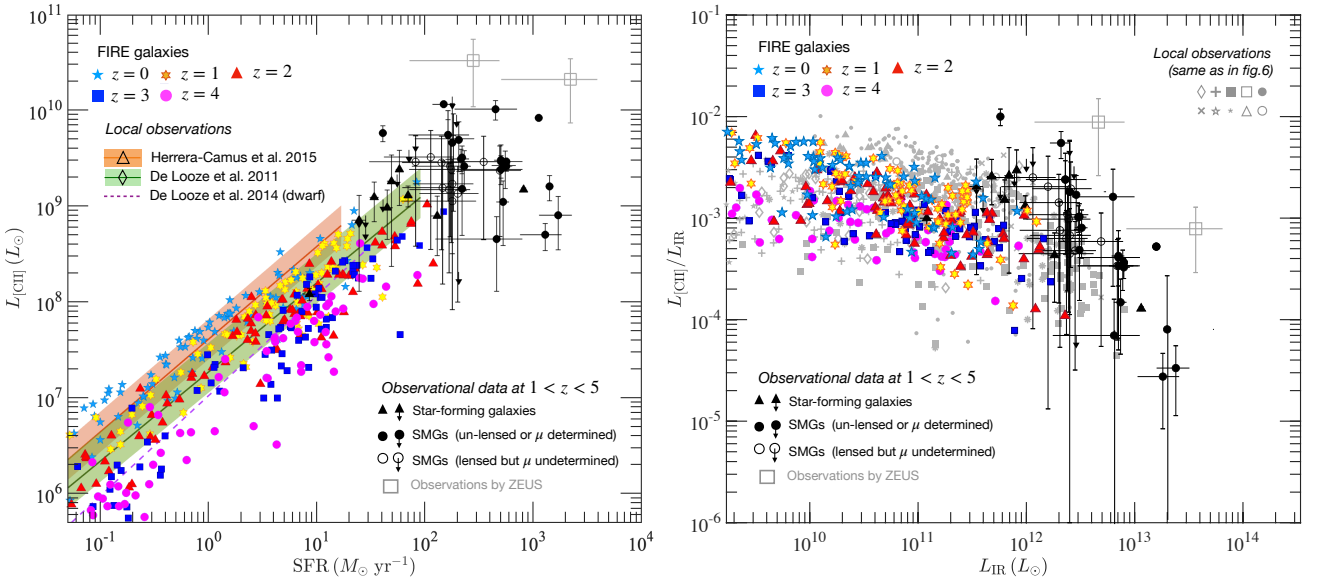 FIRE galaxies
z = 0 z = 1 z = 2
z = 3 z = 4
Local observations
Herrera-Camus et al. 2015
De Looze et al. 2011
De Looze et al. 2014 (dwarf)
Observational data at 1 < z < 5
Star-forming galaxies
SMGs (un-lensed or μ determined)
SMGs (lensed but μ undetermined)
Observations by ZEUS
L[CII] (L⊙)
10^11
10^10
10^9
10^8
10^7
10^6
10^-1 10^0 10^1 10^2 10^3 10^4
SFR (M⊙ yr^-1)
FIRE galaxies
z = 0 z = 1 z = 2
z = 3 z = 4
Local observations
(same as in fig.6)
Observational data at 1 < z < 5
Star-forming galaxies
SMGs (un-lensed or μ determined)
SMGs (lensed but μ undetermined)
Observations by ZEUS
L[CII]/LIR
10^-1
10^-2
10^-3
10^-4
10^-5
10^-6
10^10 10^11 10^12 10^13 10^14
LIR (L⊙)